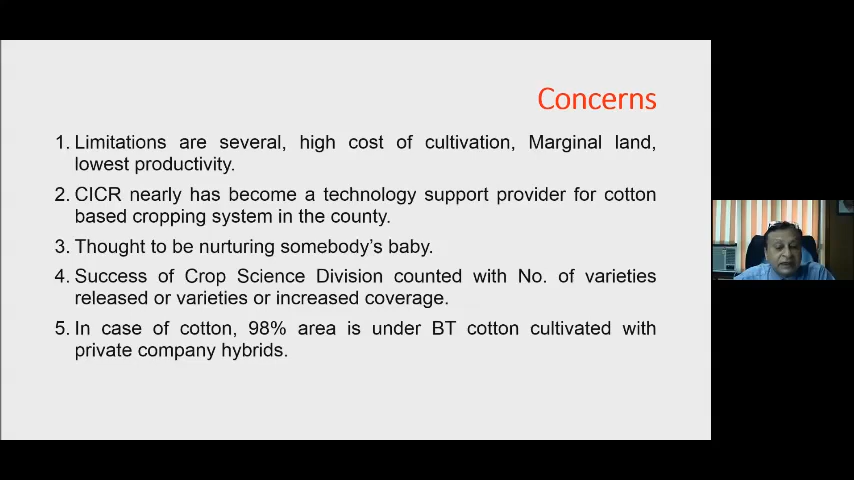 Concerns
1. Limitations are several, high cost of cultivation, Marginal land,
lowest productivity.
2. CICR nearly has become a technology support provider for cotton
based cropping system in the county.
3. Thought to be nurturing somebody's baby.
4. Success of Crop Science Division counted with No. of varieties
released or varieties or increased coverage.
5. In case of cotton, 98% area is under BT cotton cultivated with
private company hybrids.